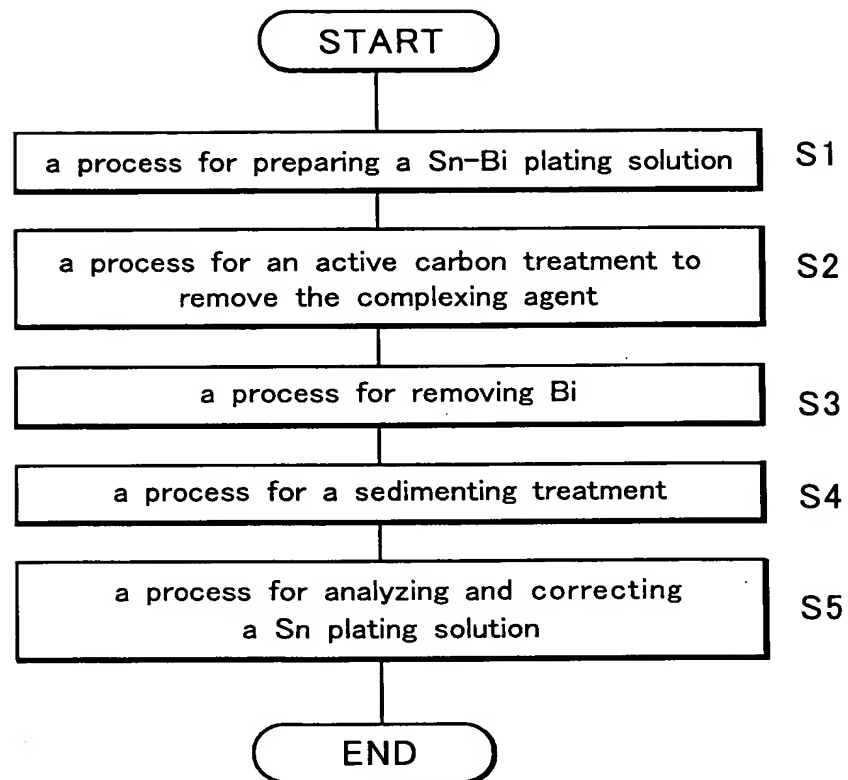 START
a process for preparing a Sn-Bi plating solution S1
a process for an active carbon treatment to
remove the complexing agent
S2
a process for removing Bi
S3
a process for a sedimenting treatment
S4
a process for analyzing and correcting
a Sn plating solution
S5
END